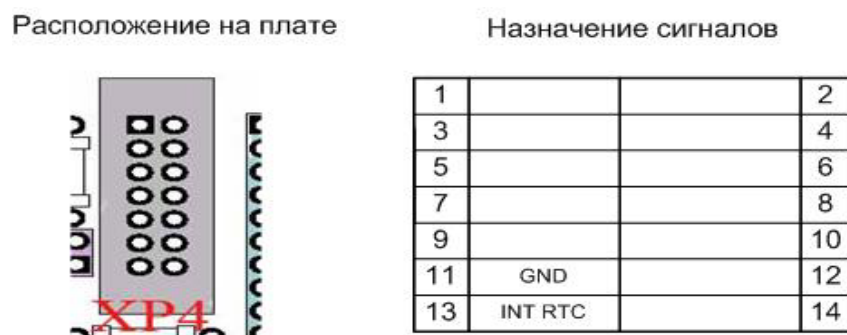 Расположение на плате
Назначение сигналов
1 2
3 4
5 6
7 8
9 10
11 GND 12
13 INT RTC 14
XP4